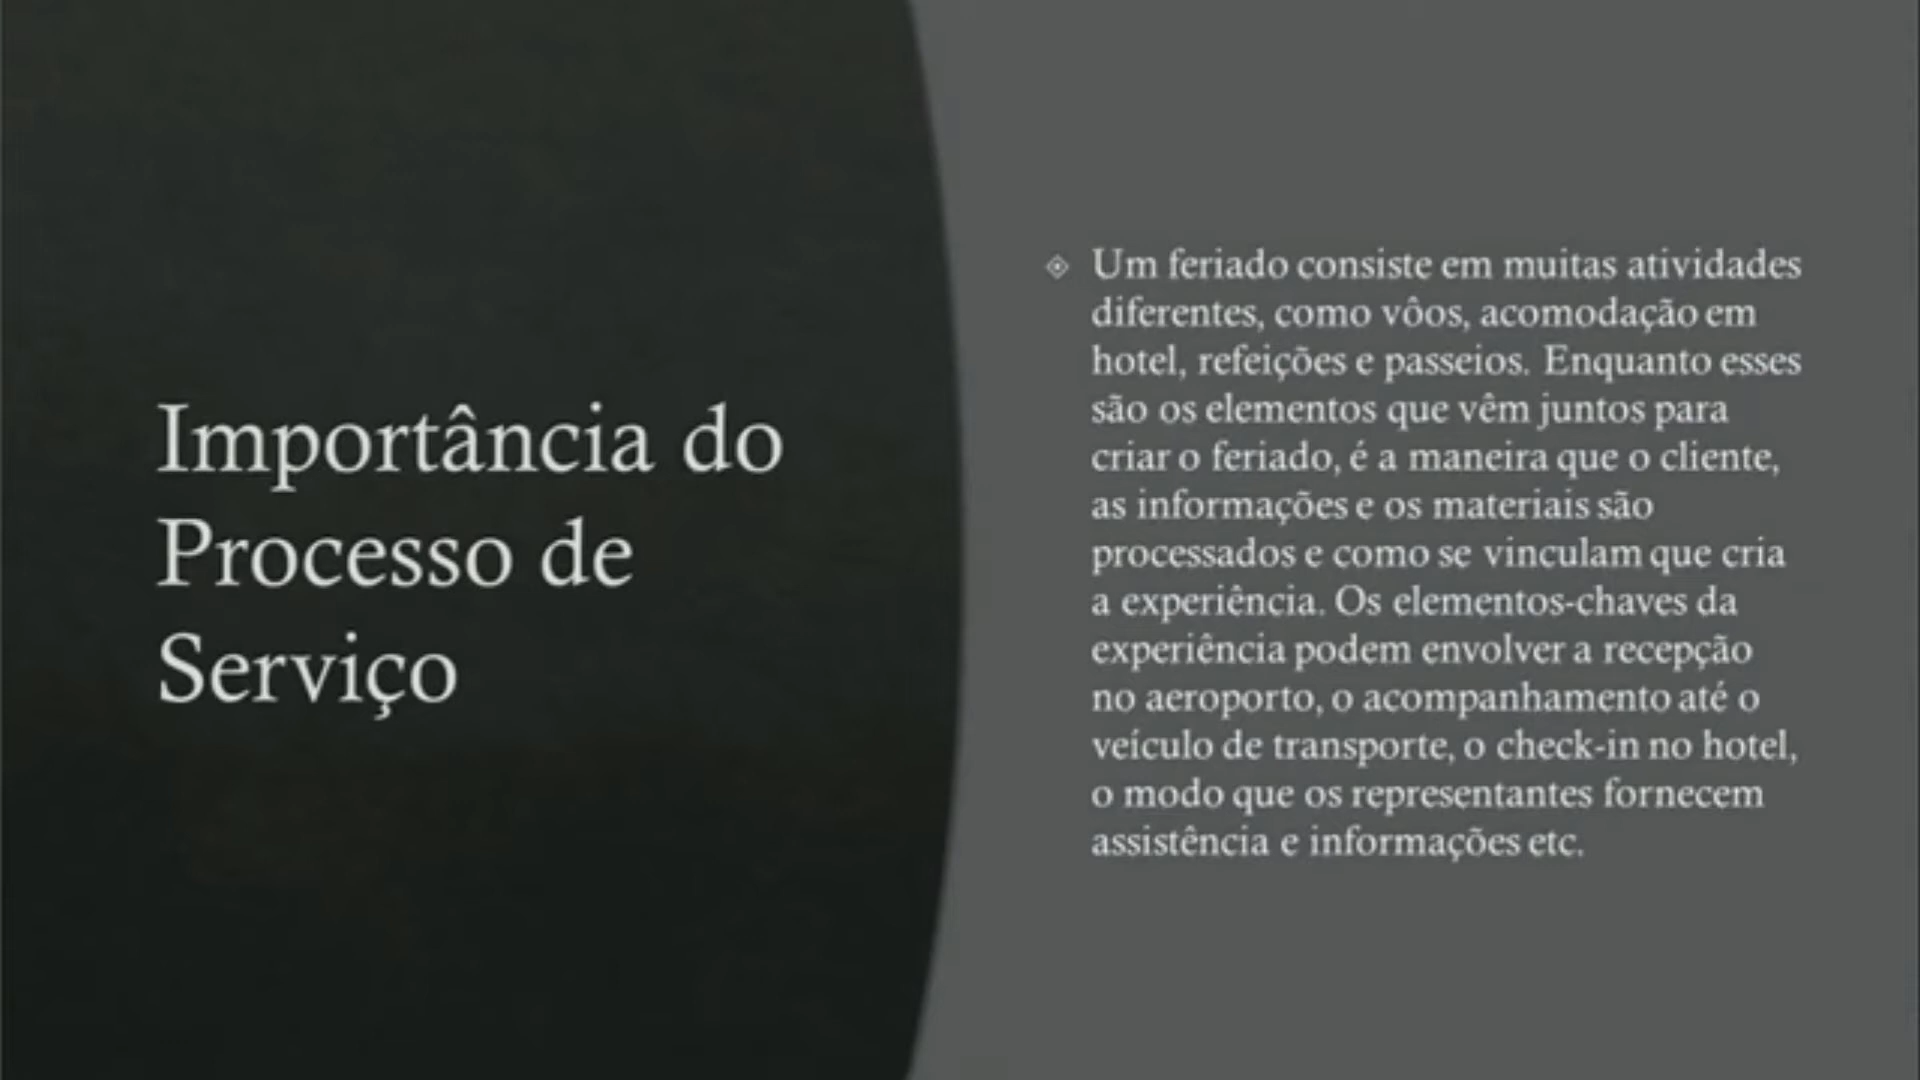 Importância do
Processo de
Serviço
Um feriado consiste em muitas atividades
diferentes, como vôos, acomodação em
hotel, refeições e passeios. Enquanto esses
são os elementos que vêm juntos para
criar o feriado, é a maneira que o cliente,
as informações e os materiais são
processados e como se vinculam que cria
a experiência. Os elementos-chaves da
experiência podem envolver a recepção
no aeroporto, o acompanhamento até o
veículo de transporte, o check-in no hotel,
o modo que os representantes fornecem
assistência e informações etc.